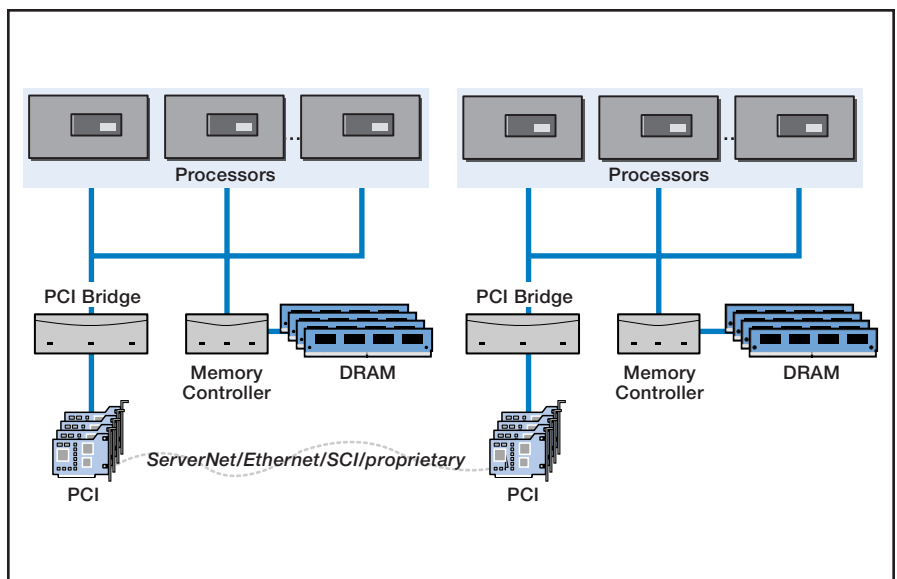 Processors
Processors
PCI Bridge
PCI Bridge
Memory
Controller
DRAM
Memory
Controller
DRAM
ServerNet/Ethernet/SCI/proprietary
PCI
PCI